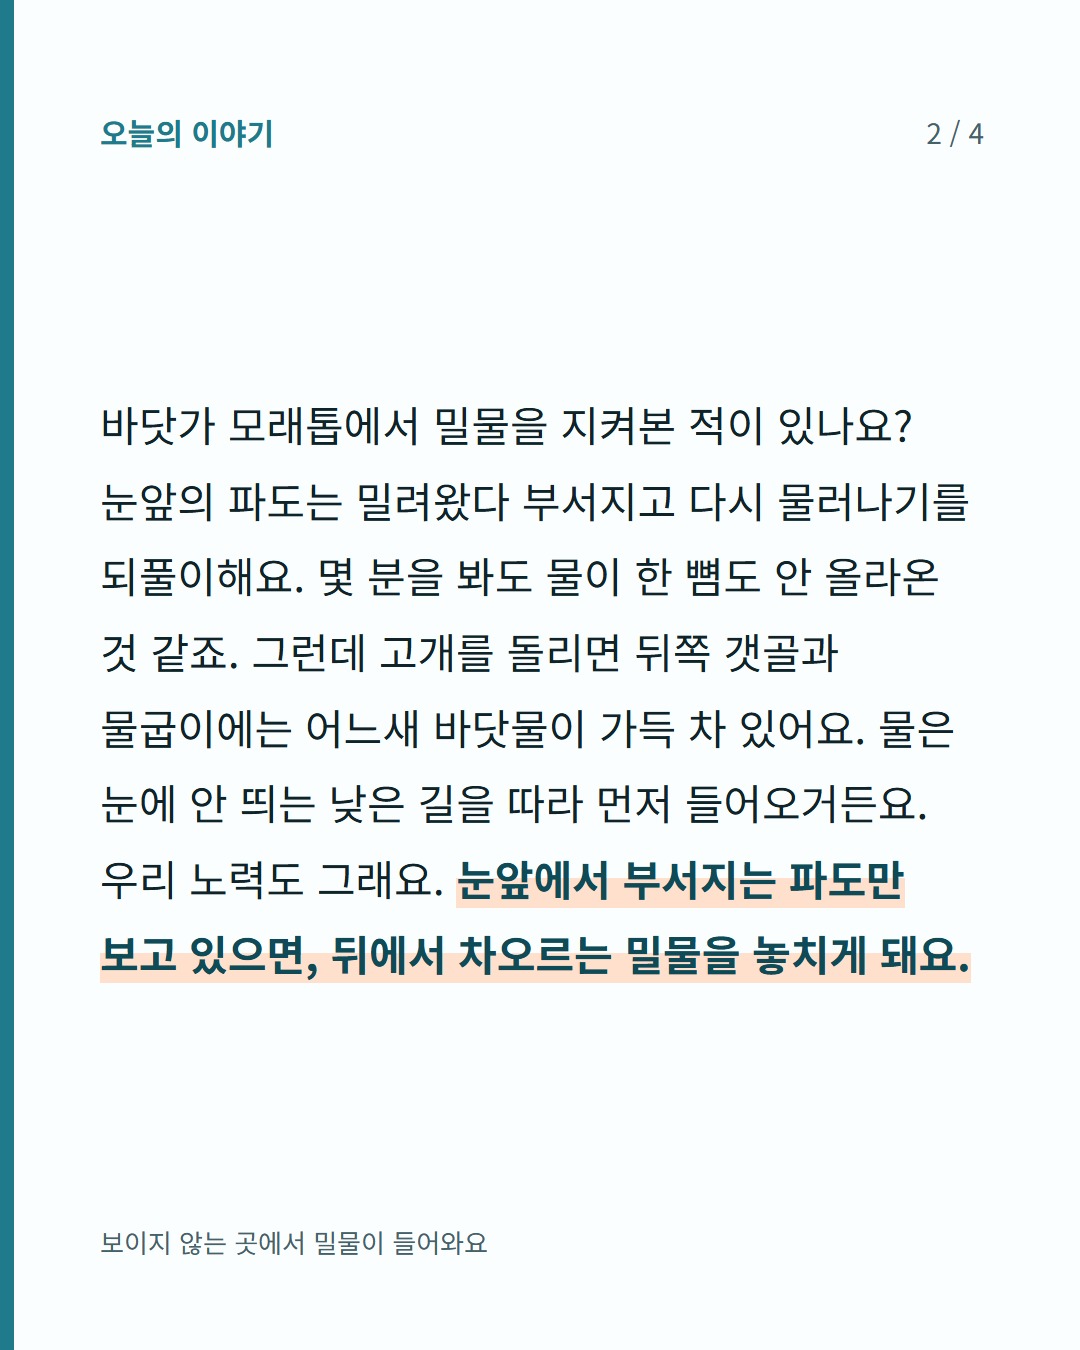 오늘의 이야기
2 / 4
바닷가 모래톱에서 밀물을 지켜본 적이 있나요?
눈앞의 파도는 밀려왔다 부서지고 다시 물러나기를
되풀이해요. 몇 분을 봐도 물이 한 뼘도 안 올라온
것 같죠. 그런데 고개를 돌리면 뒤쪽 갯골과
물굽이에는 어느새 바닷물이 가득 차 있어요. 물은
눈에 안 띄는 낮은 길을 따라 먼저 들어오거든요.
우리 노력도 그래요. 눈앞에서 부서지는 파도만
보고 있으면, 뒤에서 차오르는 밀물을 놓치게 돼요.
보이지 않는 곳에서 밀물이 들어와요